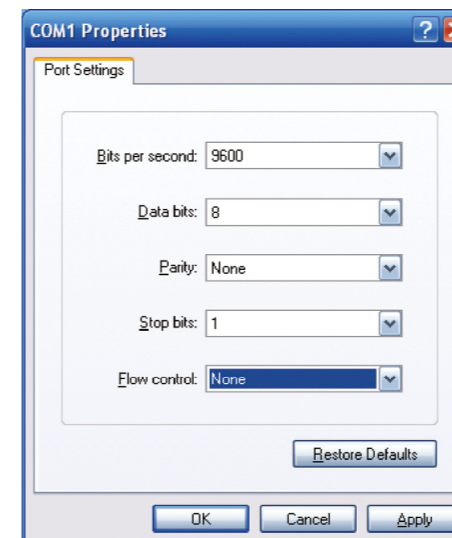 COM1 Properties
Port Settings
Bits per second: 9600
Data bits: 8
Parity: None
Stop bits: 1
Flow control: None
Restore Defaults
OK Cancel Apply